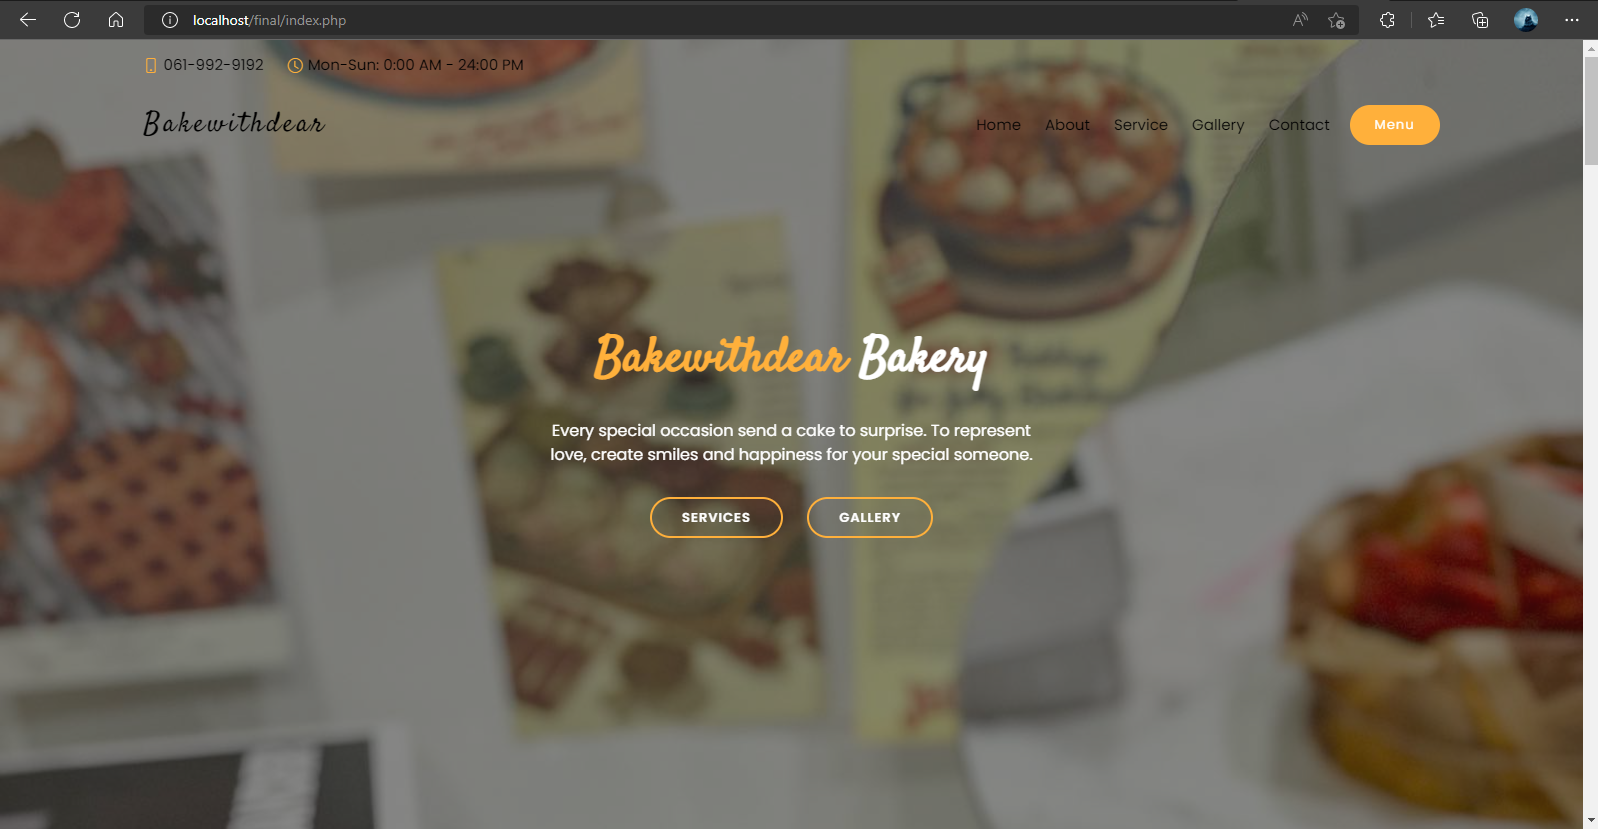 localhost/final/index.php
061-992-9192 Mon-Sun: 0:00 AM - 24:00 PM
Bakewithdear
Home About Service Gallery Contact Menu
Bakewithdear Bakery
Every special occasion send a cake to surprise. To represent
love, create smiles and happiness for your special someone.
SERVICES GALLERY